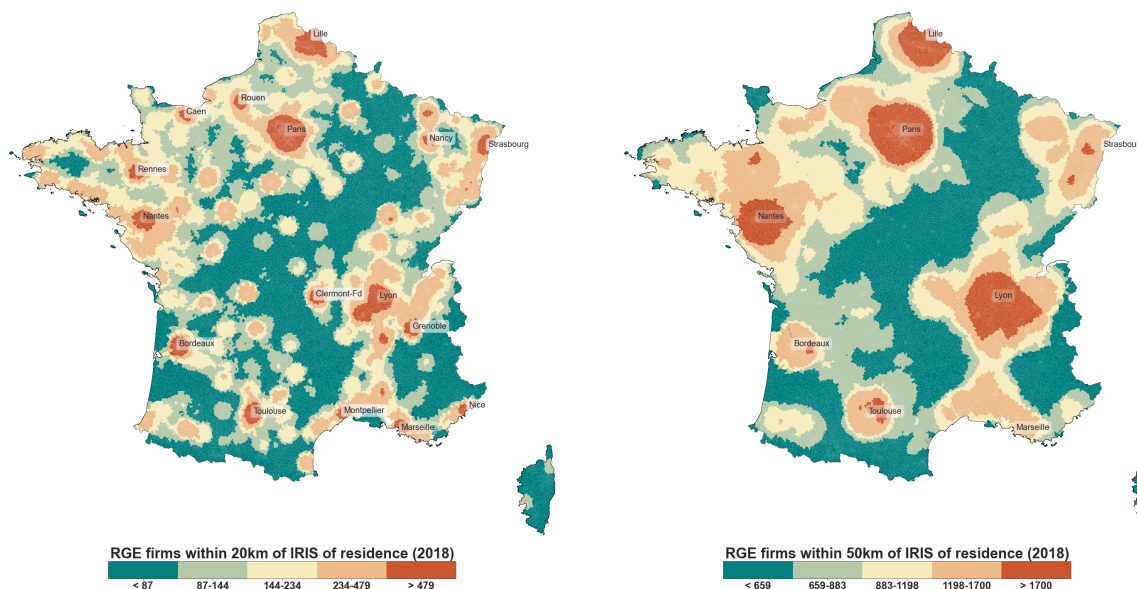 Lille
Rouen
Caen
Paris
Nancy
Strasbourg
Rennes
Nantes
Clermont-Fd
Lyon
Grenoble
Bordeaux
Toulouse
Montpellier
Nice
Marseille
RGE firms within 20km of IRIS of residence (2018)
< 87 87-144 144-234 234-479 > 479
Lille
Paris
Strasbou
Nantes
Lyon
Bordeaux
Toulouse
Marseille
RGE firms within 50km of IRIS of residence (2018)
< 659 659-883 883-1198 1198-1700 > 1700